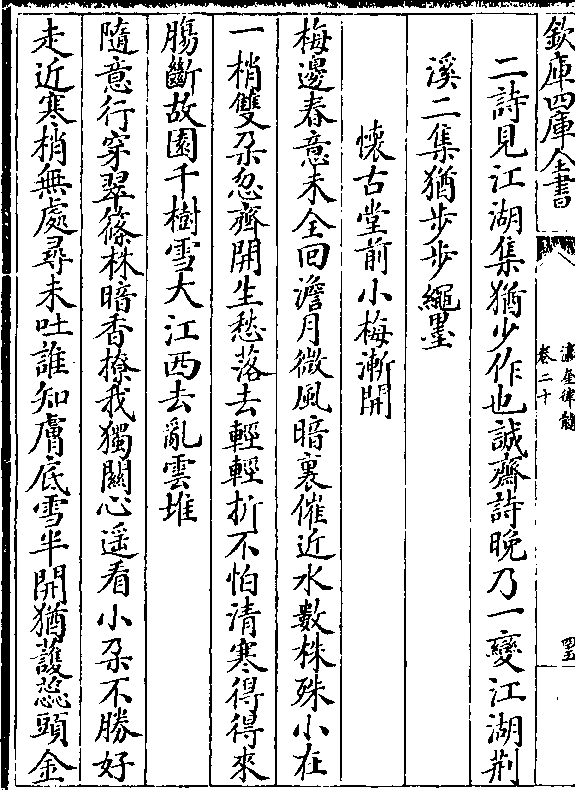 欽定四庫全書
瀛奎律髓
卷二十
二詩見江湖集猶少作也誠齋詩晚乃一變江湖荆
溪二集猶步步繩墨
懷古堂前小梅漸開
梅邊春意未全囘澹月微風暗裏催近水數株殊小在
一梢雙朶忽齊開生愁落去輕輕折不怕清寒得得來
腸斷故園千樹雪大江西去亂雲堆
隨意行穿翠篠株暗香撩我獨關心遥看小朶不勝好
走近寒梢無處尋未吐誰知膚底雪半開猶護蕊頭金